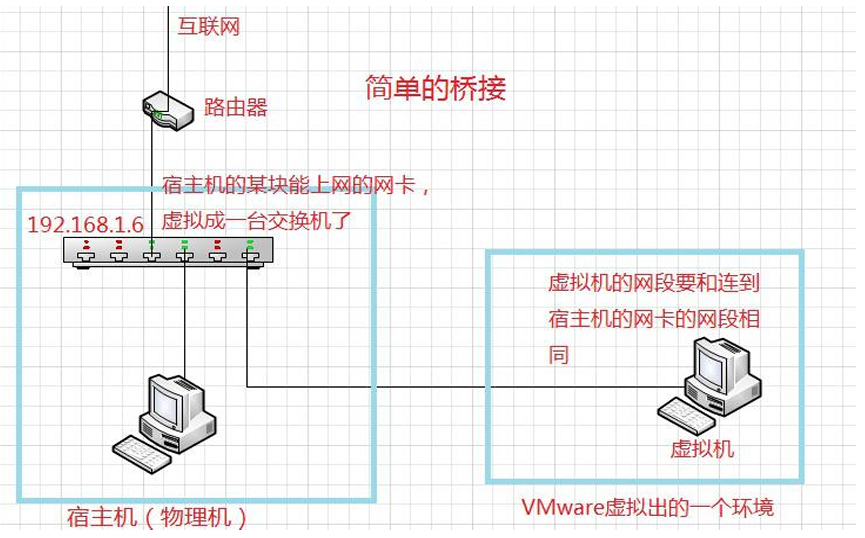 互联网
简单的桥接
路由器
宿主机的某块能上网的网卡，
192.168.1.6
虚拟成一台交换机了
虚拟机的网段要和连到
宿主机的网卡的网段相
同
虚拟机
VMware虚拟出的一个环境
宿主机（物理机）